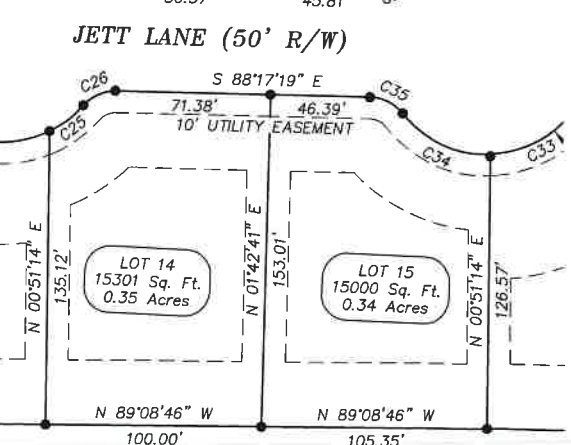 45.81'
JETT LANE (50' R/W)
S 88°17'19" E
C26
C35
71.38'
46.39'
10' UTILITY EASEMENT
C25
C34
C33
N 00°51'14" E
135.12'
LOT 14
15301 Sq. Ft.
0.35 Acres
N 01°42'41" E
153.01'
LOT 15
15000 Sq. Ft.
0.34 Acres
N 00°51'14" E
126.57'
N 89°08'46" W
100.00'
N 89°08'46" W
105.35'